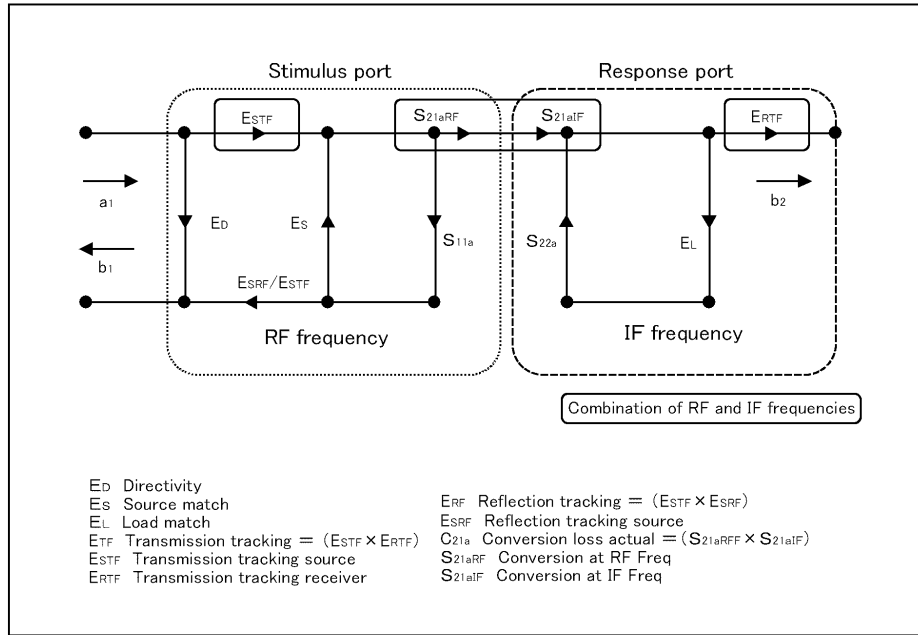 Stimulus port
Response port
ESTF
S21aRF
S21aIF
ERTF
a1
b1
ED
ES
S11a
S22a
EL
b2
ESRF/ESTF
RF frequency
IF frequency
Combination of RF and IF frequencies
ED Directivity
ES Source match
EL Load match
ETF Transmission tracking = (ESTF × ERTF)
ESTF Transmission tracking source
ERTF Transmission tracking receiver
ERF Reflection tracking = (ESTF × ESRF)
ESRF Reflection tracking source
C21a Conversion loss actual = (S21aRFF × S21aIF)
S21aRF Conversion at RF Freq
S21aIF Conversion at IF Freq